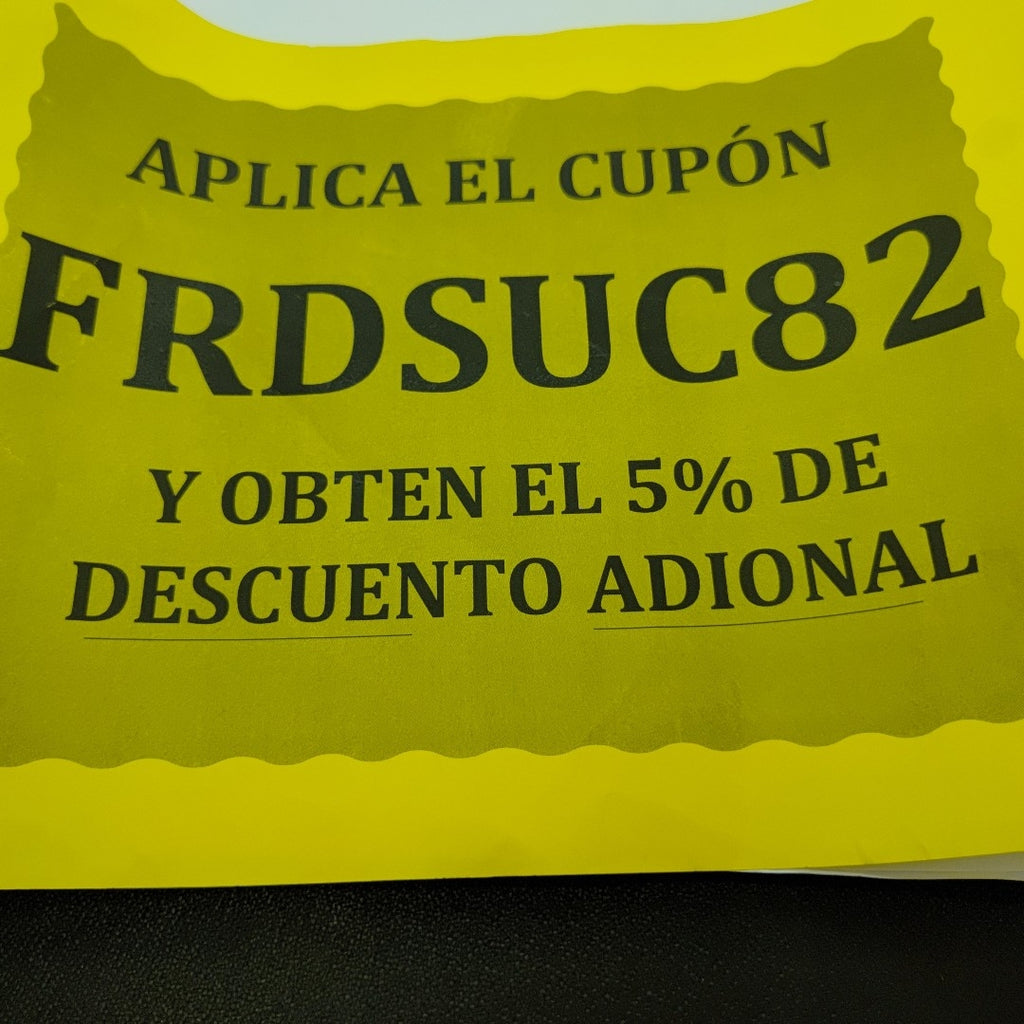 APLICA EL CUPÓN
FRDSUC82
Y OBTEN EL 5% DE
DESCUENTO ADIONAL